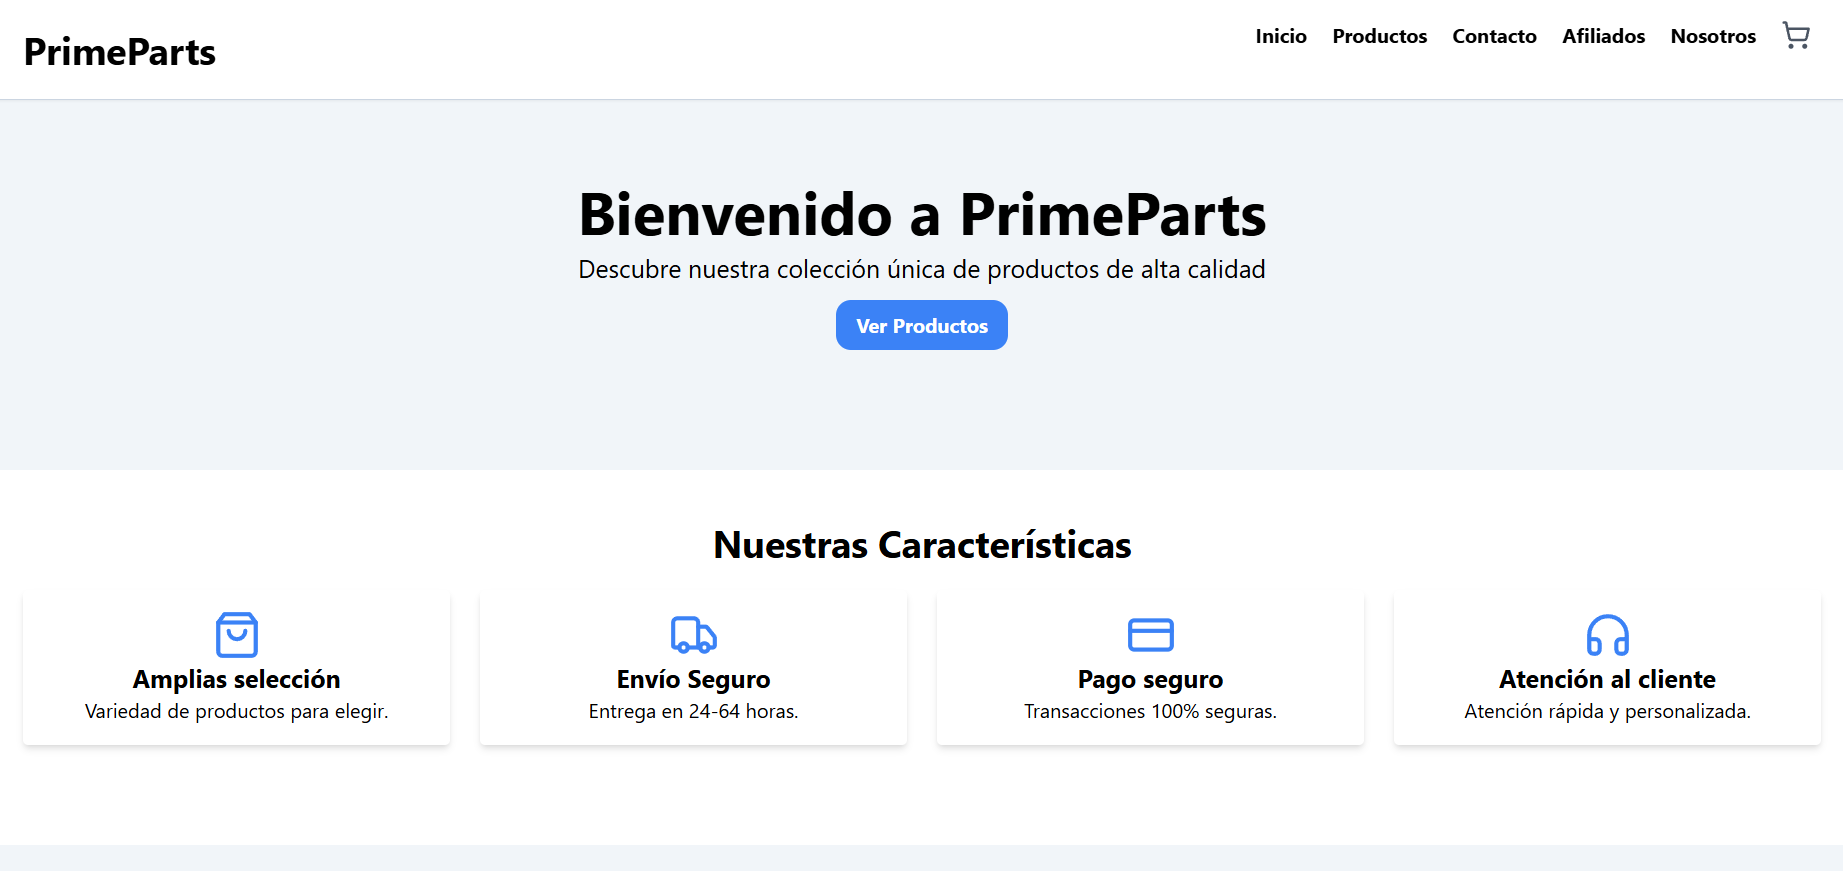 PrimeParts
Inicio Productos Contacto Afiliados Nosotros
Bienvenido a PrimeParts
Descubre nuestra colección única de productos de alta calidad
Ver Productos
Nuestras Características
Amplias selección
Variedad de productos para elegir.
Envío Seguro
Entrega en 24-64 horas.
Pago seguro
Transacciones 100% seguras.
Atención al cliente
Atención rápida y personalizada.